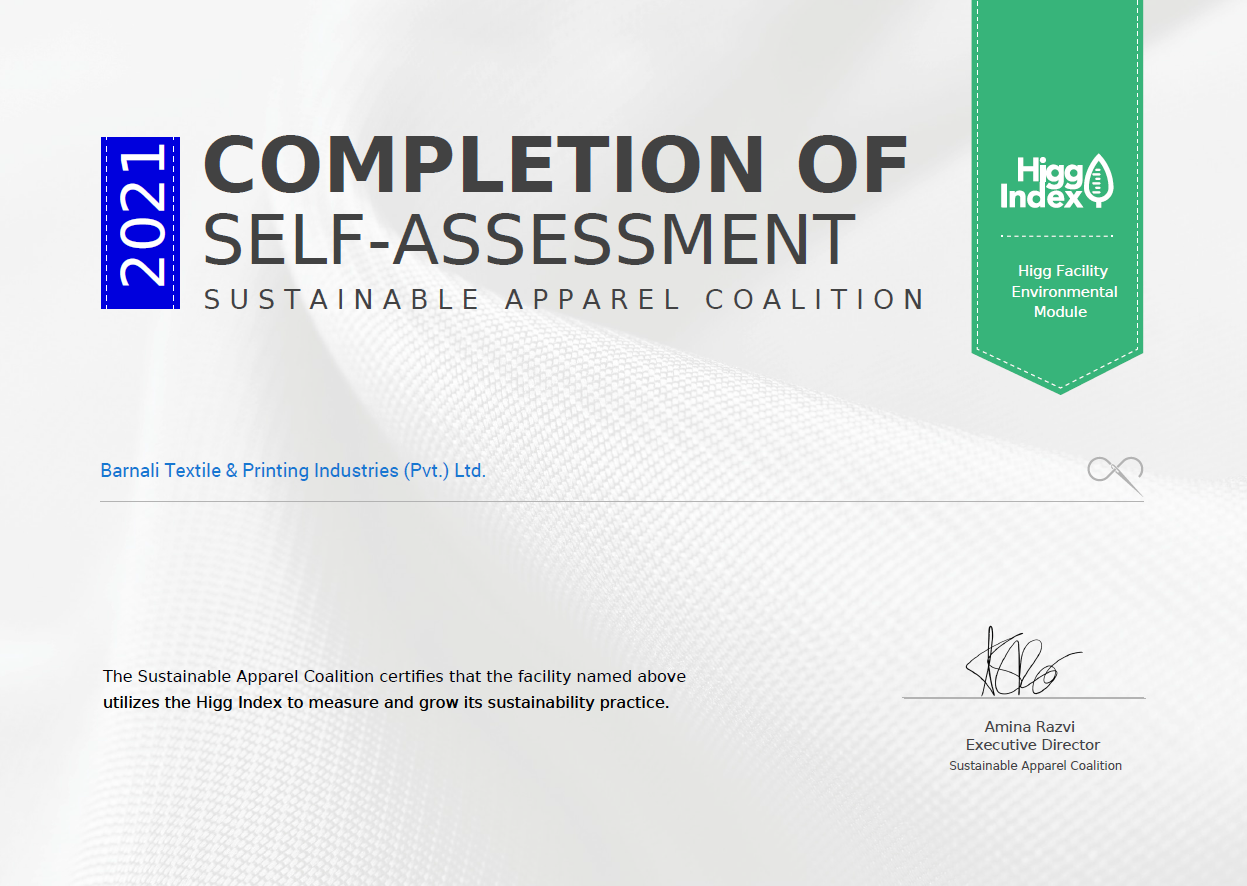 2021
COMPLETION OF
SELF-ASSESSMENT
SUSTAINABLE APPAREL COALITION
Higg
Index
Higg Facility
Environmental
Module
Barnali Textile & Printing Industries (Pvt.) Ltd.
The Sustainable Apparel Coalition certifies that the facility named above
utilizes the Higg Index to measure and grow its sustainability practice.
Amina Razvi
Executive Director
Sustainable Apparel Coalition